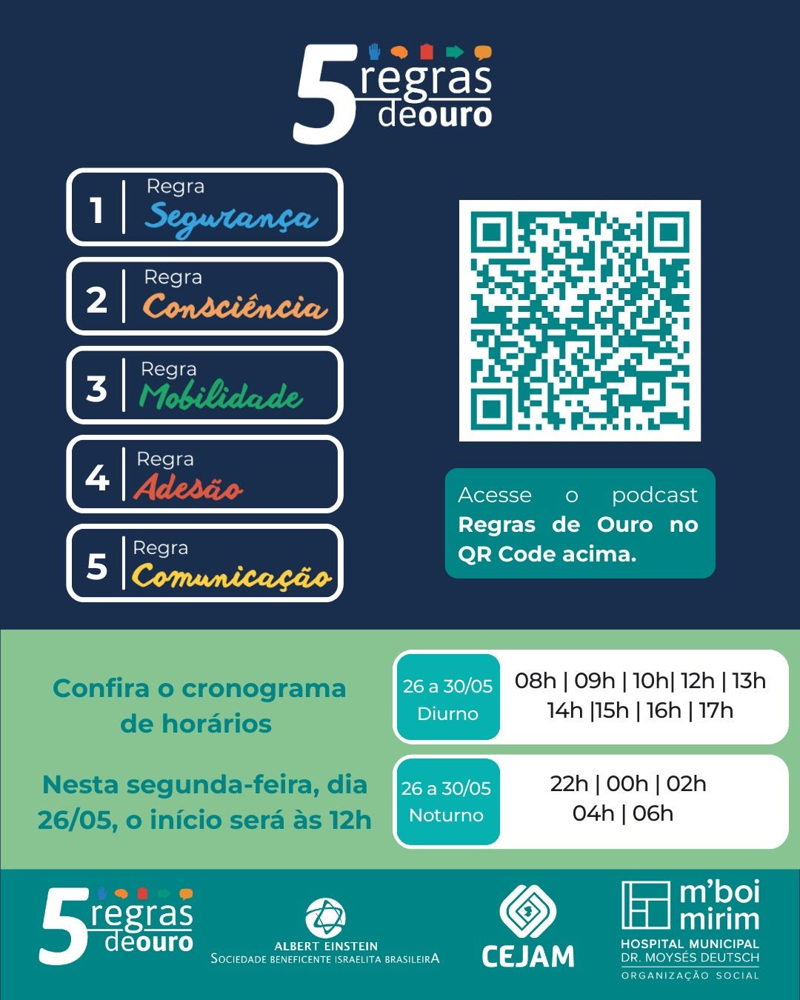 5 regras
deouro
1
Regra
Segurança
2
Regra
Consciência
3
Regra
Mobilidade
4
Regra
Adesão
5
Regra
Comunicação
Acesse o podcast
Regras de Ouro no
QR Code acima.
Confira o cronograma
de horários
Nesta segunda-feira, dia
26/05, o início será às 12h
26 a 30/05
Diurno
08h | 09h | 10h| 12h | 13h
14h |15h | 16h | 17h
26 a 30/05
Noturno
22h | 00h | 02h
04h | 06h
5 regras
deouro
ALBERT EINSTEIN
SOCIEDADE BENEFICENTE ISRAELITA BRASILEIRA
CEJAM
m'boi
mirim
HOSPITAL MUNICIPAL
DR. MOYSÉS DEUTSCH
ORGANIZAÇÃO SOCIAL